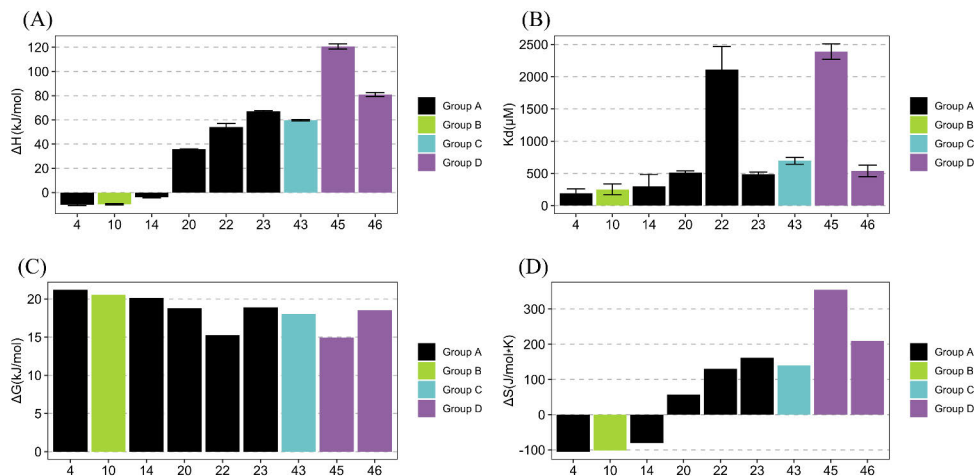 (A)
ΔH(kJ/mol)
120
100
80
60
40
20
0
4 10 14 20 22 23 43 45 46
Group A
Group B
Group C
Group D
(B)
Kd(μM)
2500
2000
1500
1000
500
0
4 10 14 20 22 23 43 45 46
Group A
Group B
Group C
Group D
(C)
ΔG(kJ/mol)
20
15
10
5
0
4 10 14 20 22 23 43 45 46
Group A
Group B
Group C
Group D
(D)
ΔS(J/mol•K)
300
200
100
0
-100
4 10 14 20 22 23 43 45 46
Group A
Group B
Group C
Group D